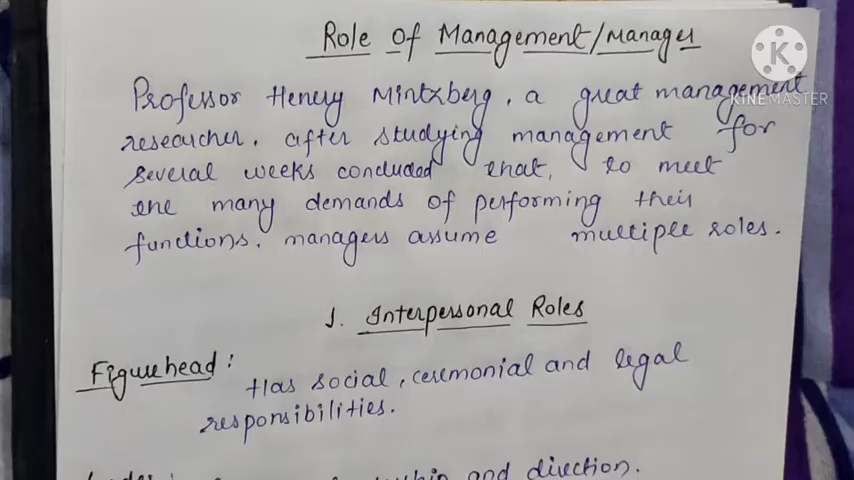 Role of Management/Manager
K
KINEMASTER
Professor Henery Mintzberg, a great management
researcher. after studying management for
several weeks concluded that, to meet
the many demands of performing their
functions. managers assume multiple roles.
1. Interpersonal Roles
Figurehead:
Has social, ceremonial and legal
responsibilities.
and direction.